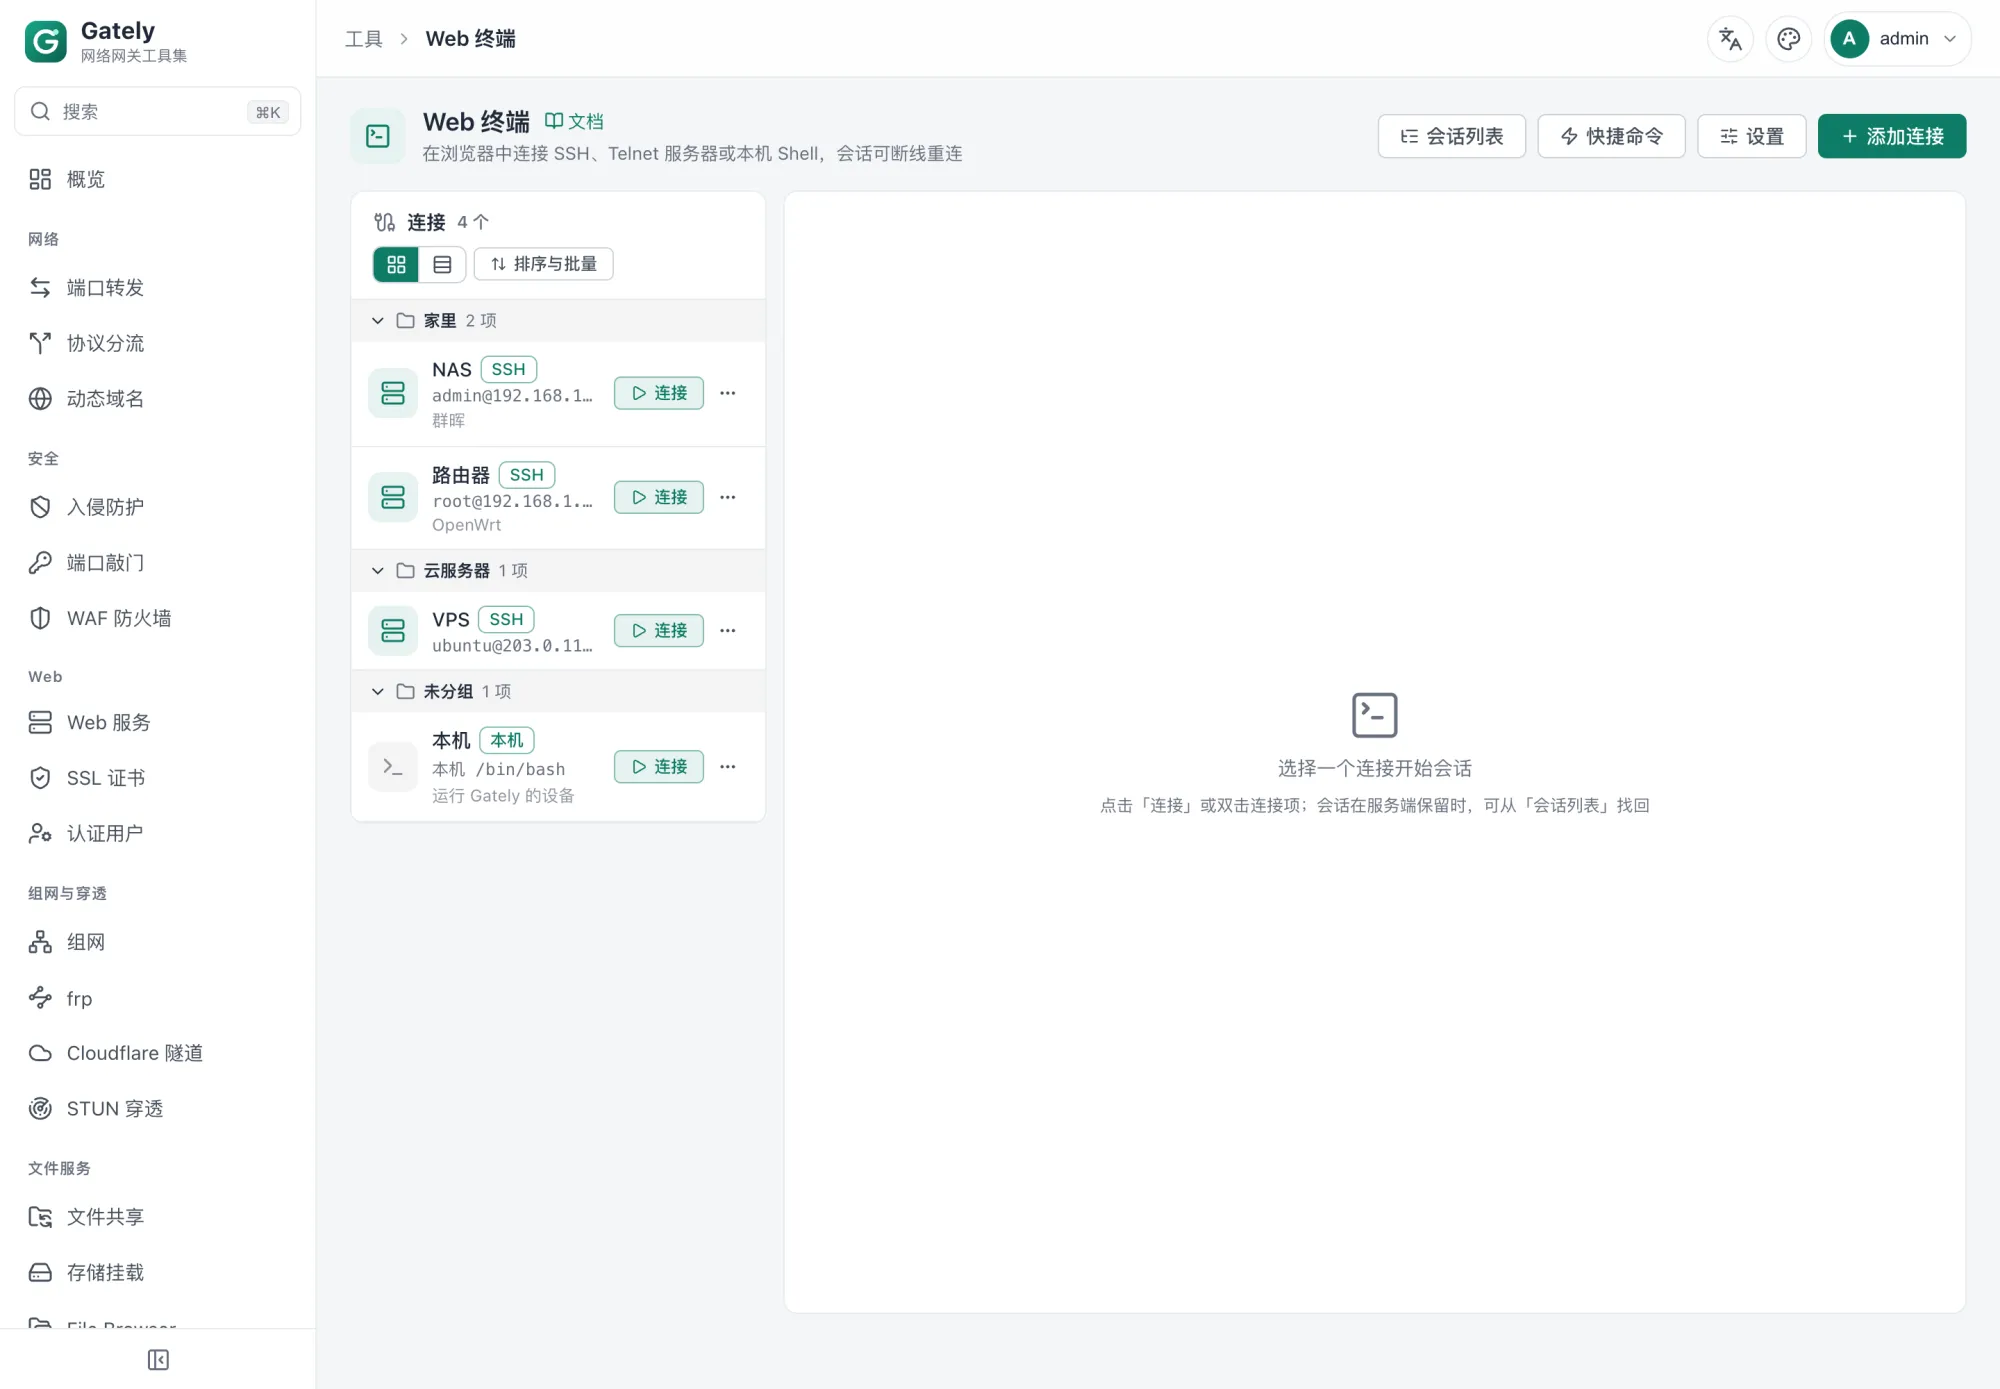 Gately
网络网关工具集
搜索 ⌘K
概览
网络
端口转发
协议分流
动态域名
安全
入侵防护
端口敲门
WAF 防火墙
Web
Web 服务
SSL 证书
认证用户
组网与穿透
组网
frp
Cloudflare 隧道
STUN 穿透
文件服务
文件共享
存储挂载
File Browser
工具 > Web 终端
A admin
Web 终端 文档
在浏览器中连接 SSH、Telnet 服务器或本机 Shell，会话可断线重连
会话列表 快捷命令 设置 + 添加连接
连接 4 个
排序与批量
家里 2 项
NAS SSH
admin@192.168.1…
群晖
连接 ···
路由器 SSH
root@192.168.1.…
OpenWrt
连接 ···
云服务器 1 项
VPS SSH
ubuntu@203.0.11…
连接 ···
未分组 1 项
本机 本机
本机 /bin/bash
运行 Gately 的设备
连接 ···
选择一个连接开始会话
点击「连接」或双击连接项；会话在服务端保留时，可从「会话列表」找回